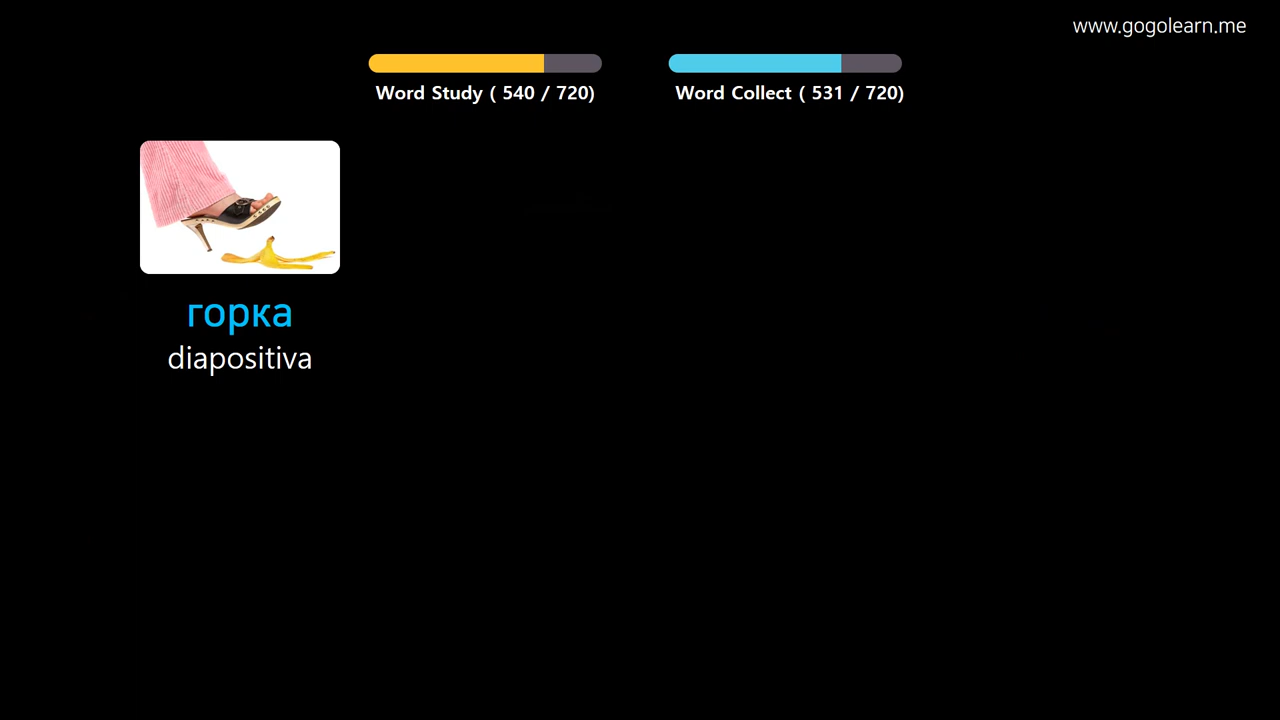 www.gogolearn.me
Word Study ( 540 / 720)
Word Collect ( 531 / 720)
горка
diapositiva